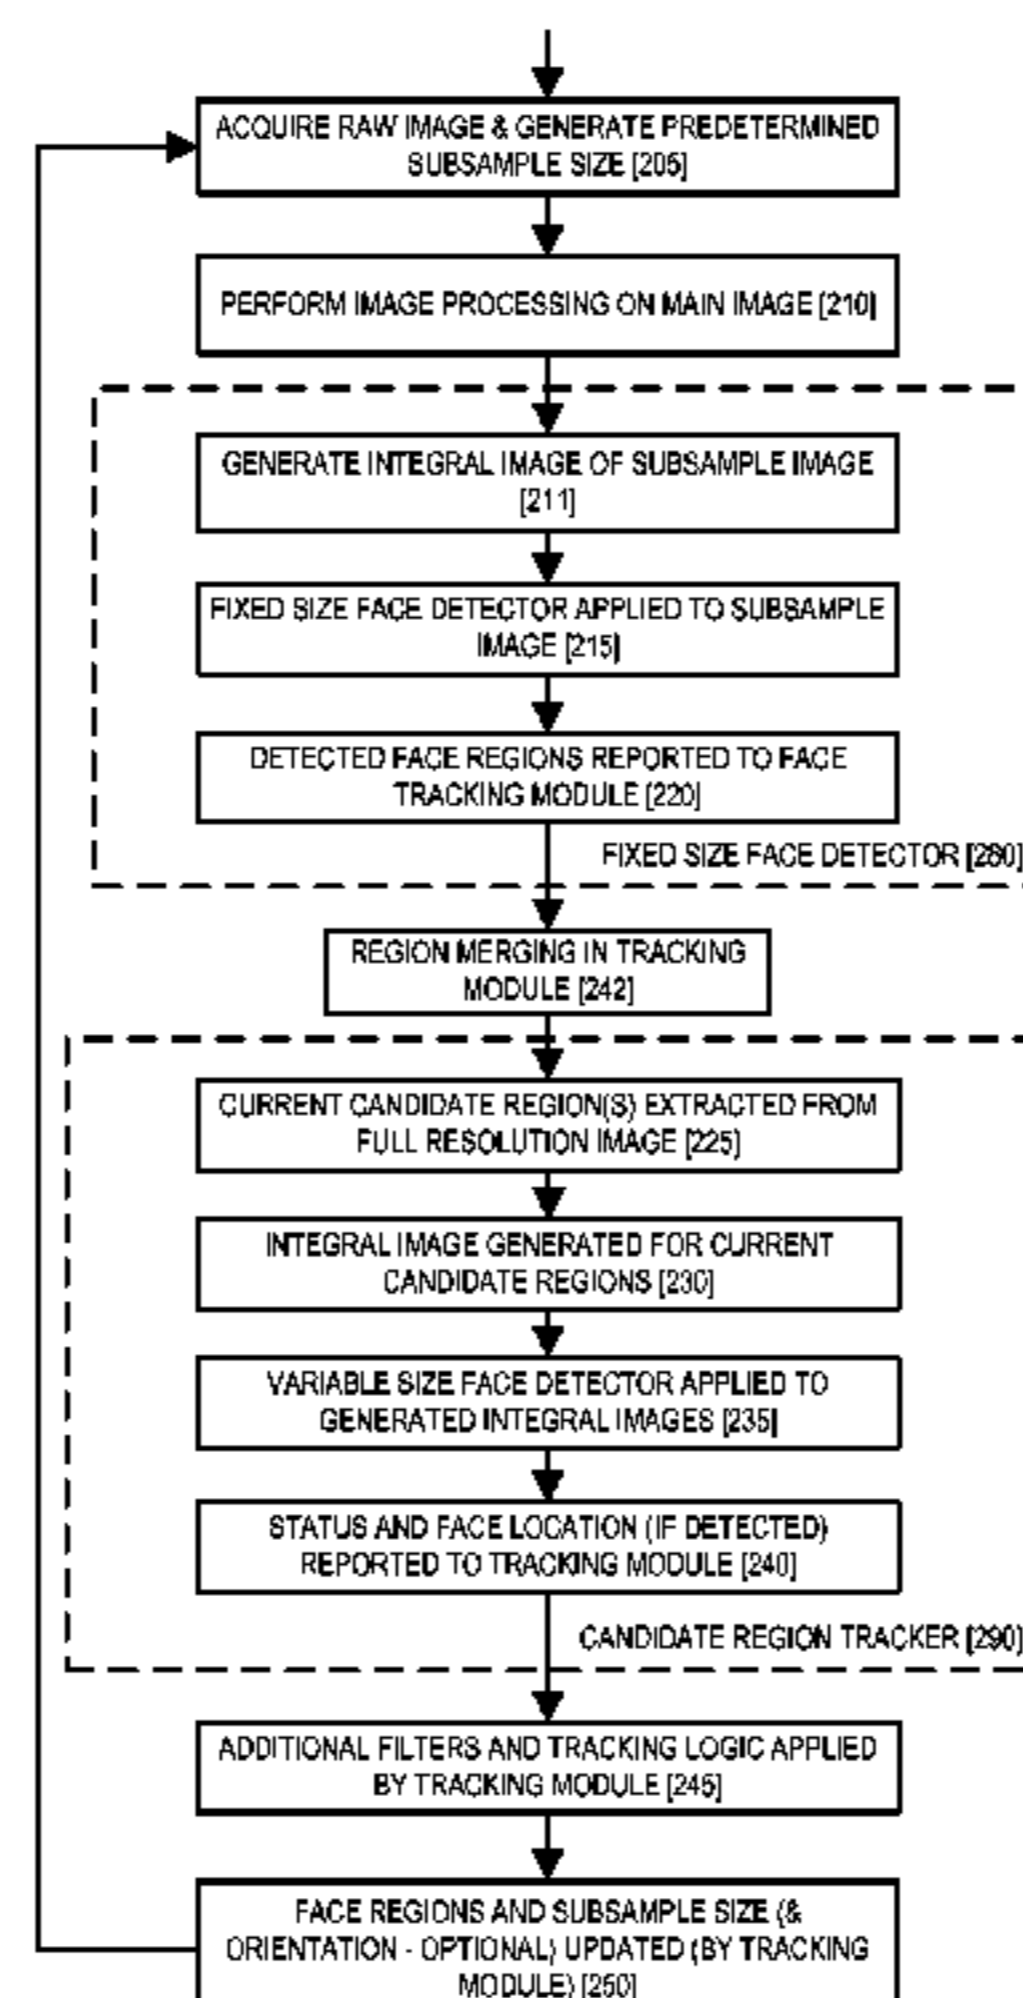 ACQUIRE RAW IMAGE & GENERATE PREDETERMINED
SUBSAMPLE SIZE [205]
PERFORM IMAGE PROCESSING ON MAIN IMAGE [210]
GENERATE INTEGRAL IMAGE OF SUBSAMPLE IMAGE
[211]
FIXED SIZE FACE DETECTOR APPLIED TO SUBSAMPLE
IMAGE [215]
DETECTED FACE REGIONS REPORTED TO FACE
TRACKING MODULE [220]
FIXED SIZE FACE DETECTOR [280]
REGION MERGING IN TRACKING
MODULE [242]
CURRENT CANDIDATE REGION(S) EXTRACTED FROM
FULL RESOLUTION IMAGE [225]
INTEGRAL IMAGE GENERATED FOR CURRENT
CANDIDATE REGIONS [230]
VARIABLE SIZE FACE DETECTOR APPLIED TO
GENERATED INTEGRAL IMAGES [235]
STATUS AND FACE LOCATION (IF DETECTED)
REPORTED TO TRACKING MODULE [240]
CANDIDATE REGION TRACKER [290]
ADDITIONAL FILTERS AND TRACKING LOGIC APPLIED
BY TRACKING MODULE [245]
FACE REGIONS AND SUBSAMPLE SIZE (&
ORIENTATION - OPTIONAL) UPDATED (BY TRACKING
MODULE) [250]